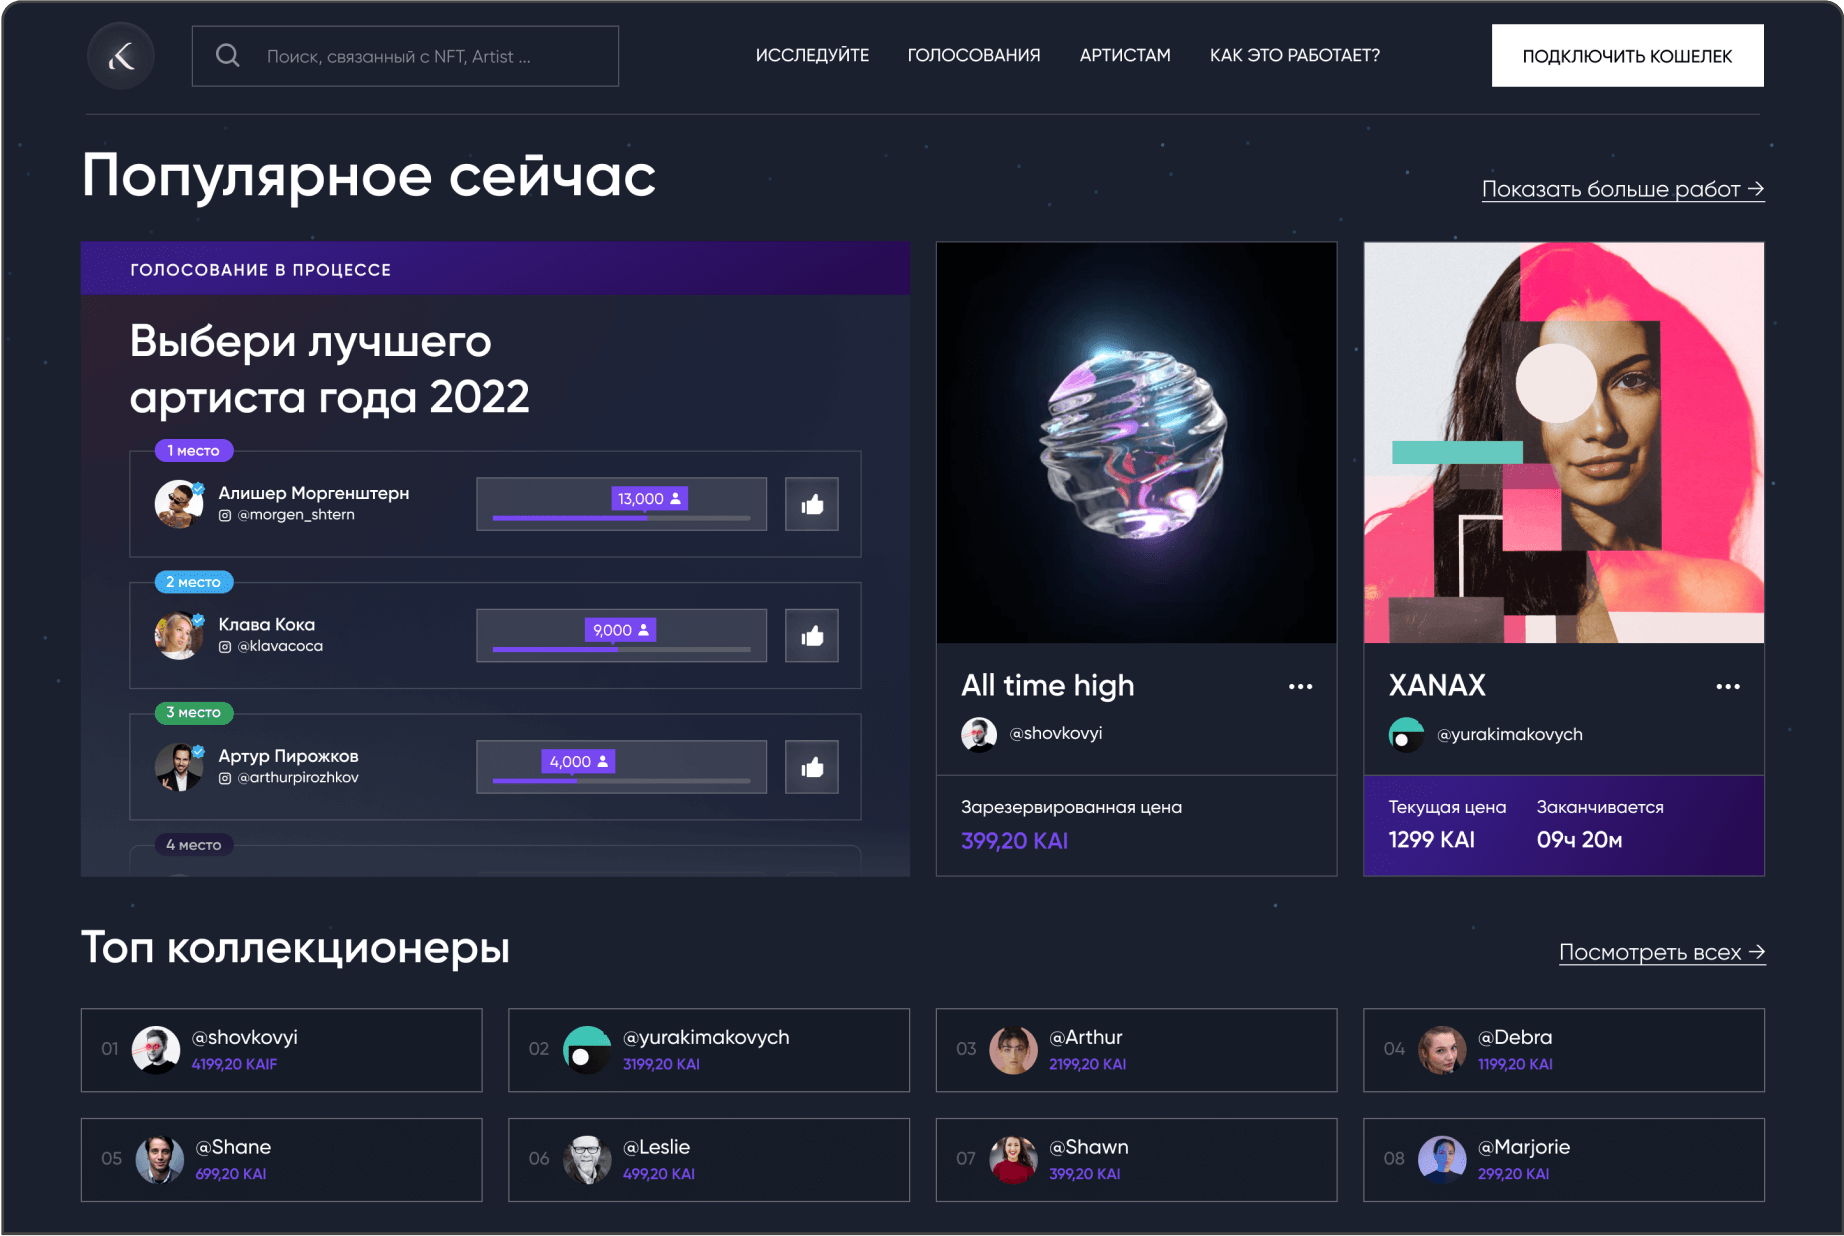 Поиск, связанный с NFT, Artist ...
ИССЛЕДУЙТЕ
ГОЛОСОВАНИЯ
АРТИСТАМ
КАК ЭТО РАБОТАЕТ?
ПОДКЛЮЧИТЬ КОШЕЛЕК
Популярное сейчас
Показать больше работ →
ГОЛОСОВАНИЕ В ПРОЦЕССЕ
Выбери лучшего
артиста года 2022
1 место
Алишер Моргенштерн
@morgen_shtern
13,000
2 место
Клава Кока
@klavacoca
9,000
3 место
Артур Пирожков
@arthurpirozhkov
4,000
4 место
All time high
@shovkovyi
Зарезервированная цена
399,20 KAI
XANAX
@yurakimakovych
Текущая цена
1299 KAI
Заканчивается
09ч 20м
Топ коллекционеры
Посмотреть всех →
01
@shovkovyi
4199,20 KAIF
02
@yurakimakovych
3199,20 KAI
03
@Arthur
2199,20 KAI
04
@Debra
1199,20 KAI
05
@Shane
699,20 KAI
06
@Leslie
499,20 KAI
07
@Shawn
399,20 KAI
08
@Marjorie
299,20 KAI